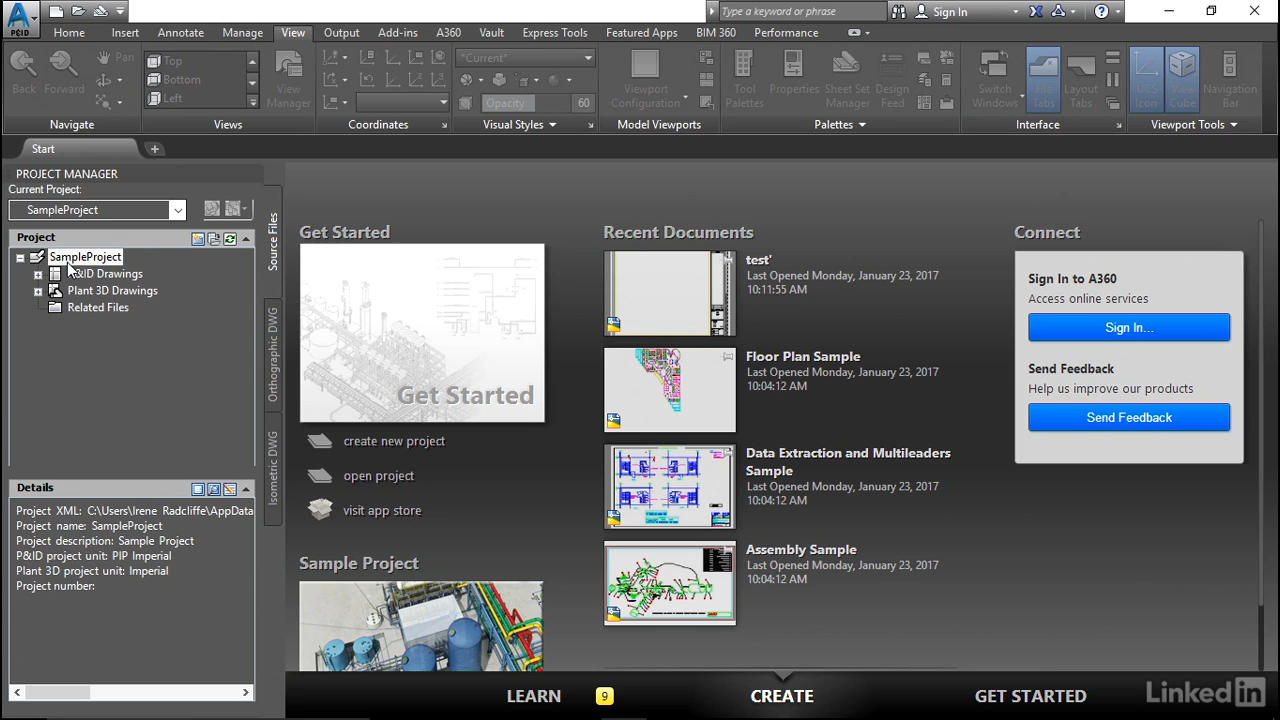 P&ID
Type a keyword or phrase
Sign In
Home
Insert
Annotate
Manage
View
Output
Add-ins
A360
Vault
Express Tools
Featured Apps
BIM 360
Performance
Back
Forward
Pan
Navigate
Top
Bottom
Left
View
Manager
Views
Coordinates
*Current*
Opacity
60
Visual Styles
Viewport
Configuration
Model Viewports
Tool
Palettes
Properties
Sheet Set
Manager
Design
Feed
Palettes
Switch
Windows
File
Tabs
Layout
Tabs
Interface
UCS
Icon
View
Cube
Navigation
Bar
Viewport Tools
Start
PROJECT MANAGER
Current Project:
SampleProject
Project
SampleProject
&ID Drawings
Plant 3D Drawings
Related Files
Source Files
Orthographic DWG
Isometric DWG
Details
Project XML: C:\Users\Irene Radcliffe\AppData
Project name: SampleProject
Project description: Sample Project
P&ID project unit: PIP Imperial
Plant 3D project unit: Imperial
Project number:
Get Started
Get Started
create new project
open project
visit app store
Sample Project
Recent Documents
test'
Last Opened Monday, January 23, 2017
10:11:55 AM
Floor Plan Sample
Last Opened Monday, January 23, 2017
10:04:12 AM
Data Extraction and Multileaders
Sample
Last Opened Monday, January 23, 2017
10:04:12 AM
Assembly Sample
Last Opened Monday, January 23, 2017
10:04:12 AM
Connect
Sign In to A360
Access online services
Sign In...
Send Feedback
Help us improve our products
Send Feedback
LEARN
9
CREATE
GET STARTED
Linked in